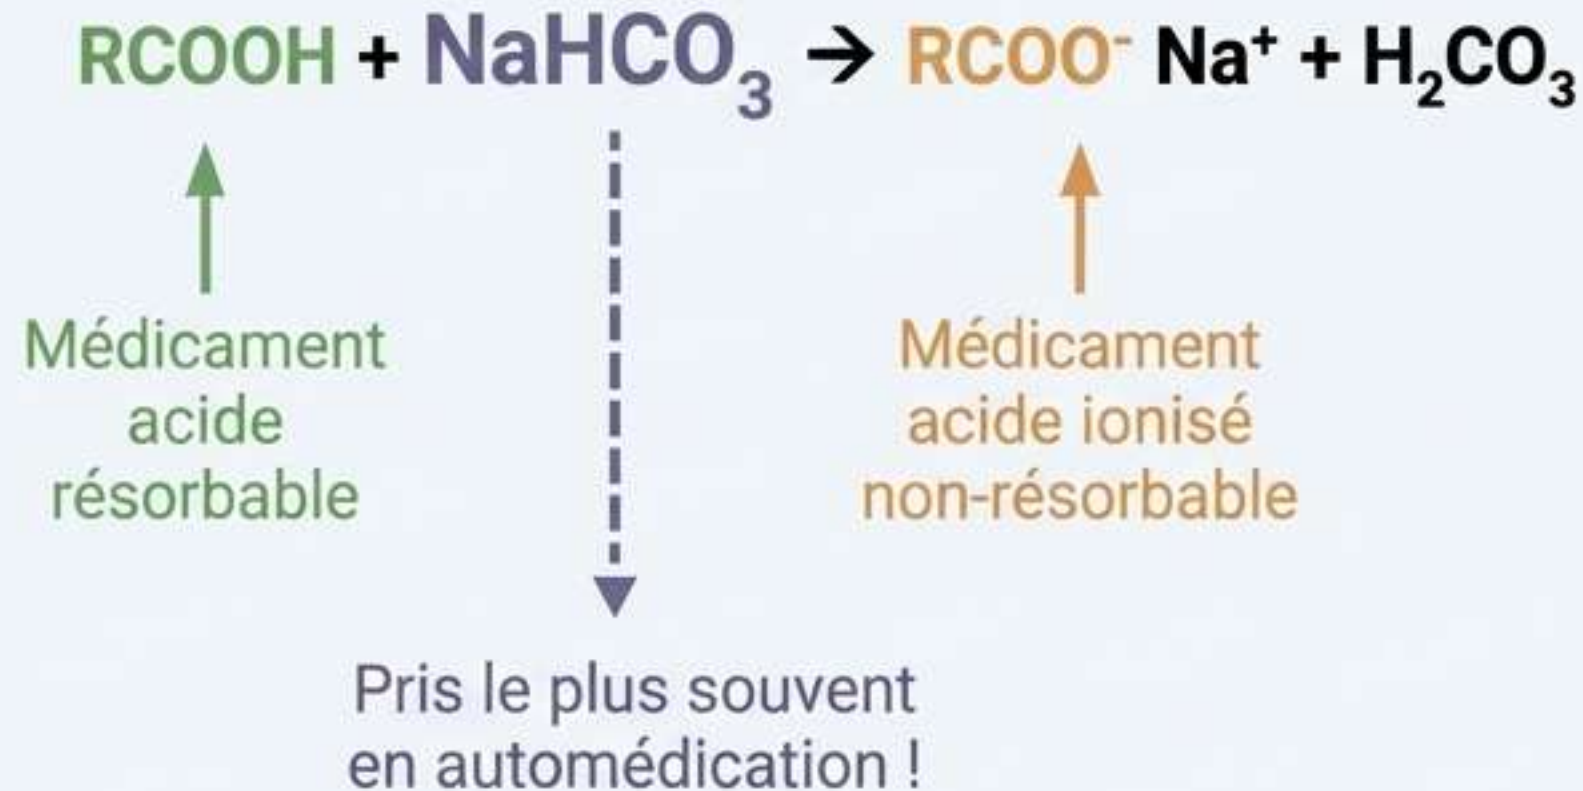 RCOOH + NaHCO₃ → RCOO⁻ Na⁺ + H₂CO₃
Médicament
acide
résorbable
Médicament
acide ionisé
non-résorbable
Pris le plus souvent
en automédication !